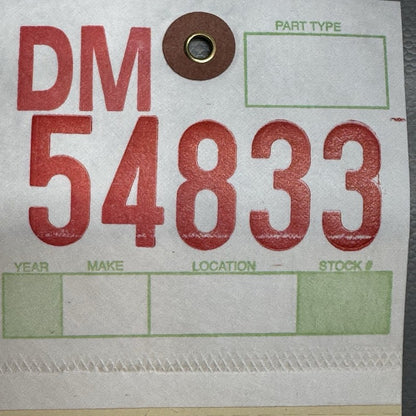 PART TYPE
DM
54833
YEAR MAKE LOCATION STOCK #